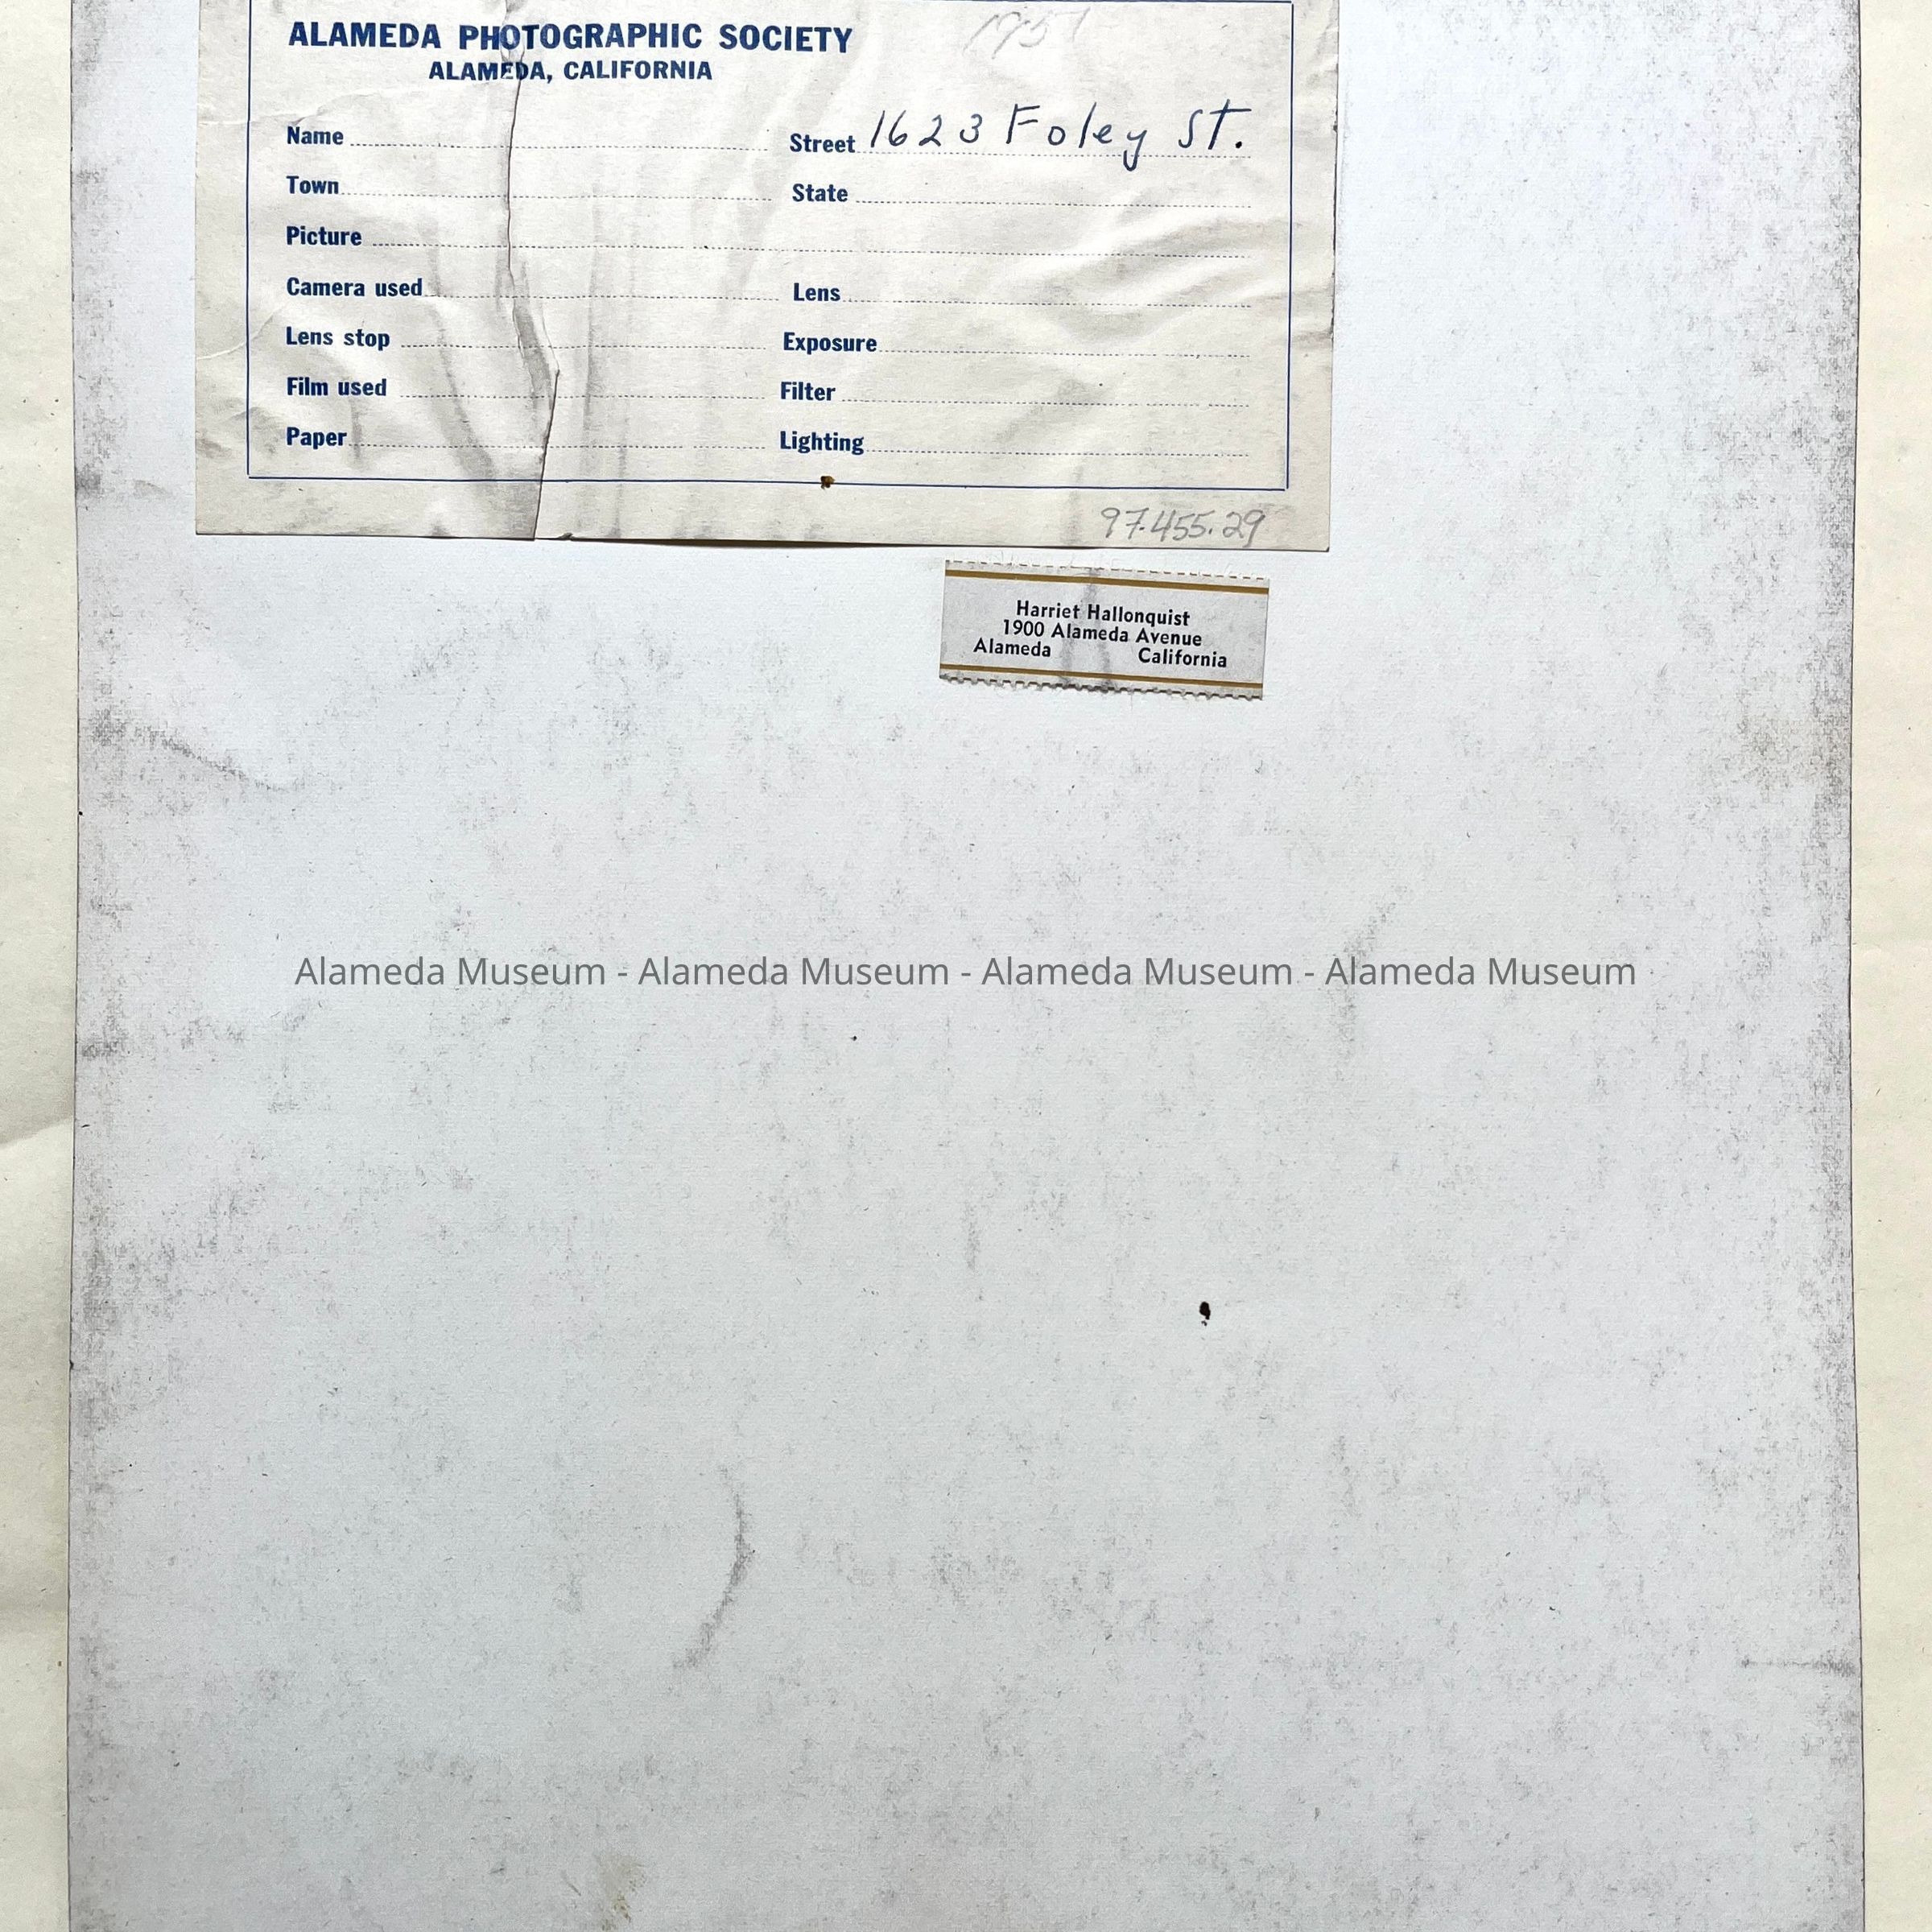 ALAMEDA PHOTOGRAPHIC SOCIETY
ALAMEDA, CALIFORNIA
Name
Street 1623 Foley St.
Town
State
Picture
Camera used
Lens
Lens stop
Exposure
Film used
Filter
Paper
Lighting
97.455.29
Harriet Hallonquist
1900 Alameda Avenue
Alameda California
Alameda Museum - Alameda Museum - Alameda Museum - Alameda Museum